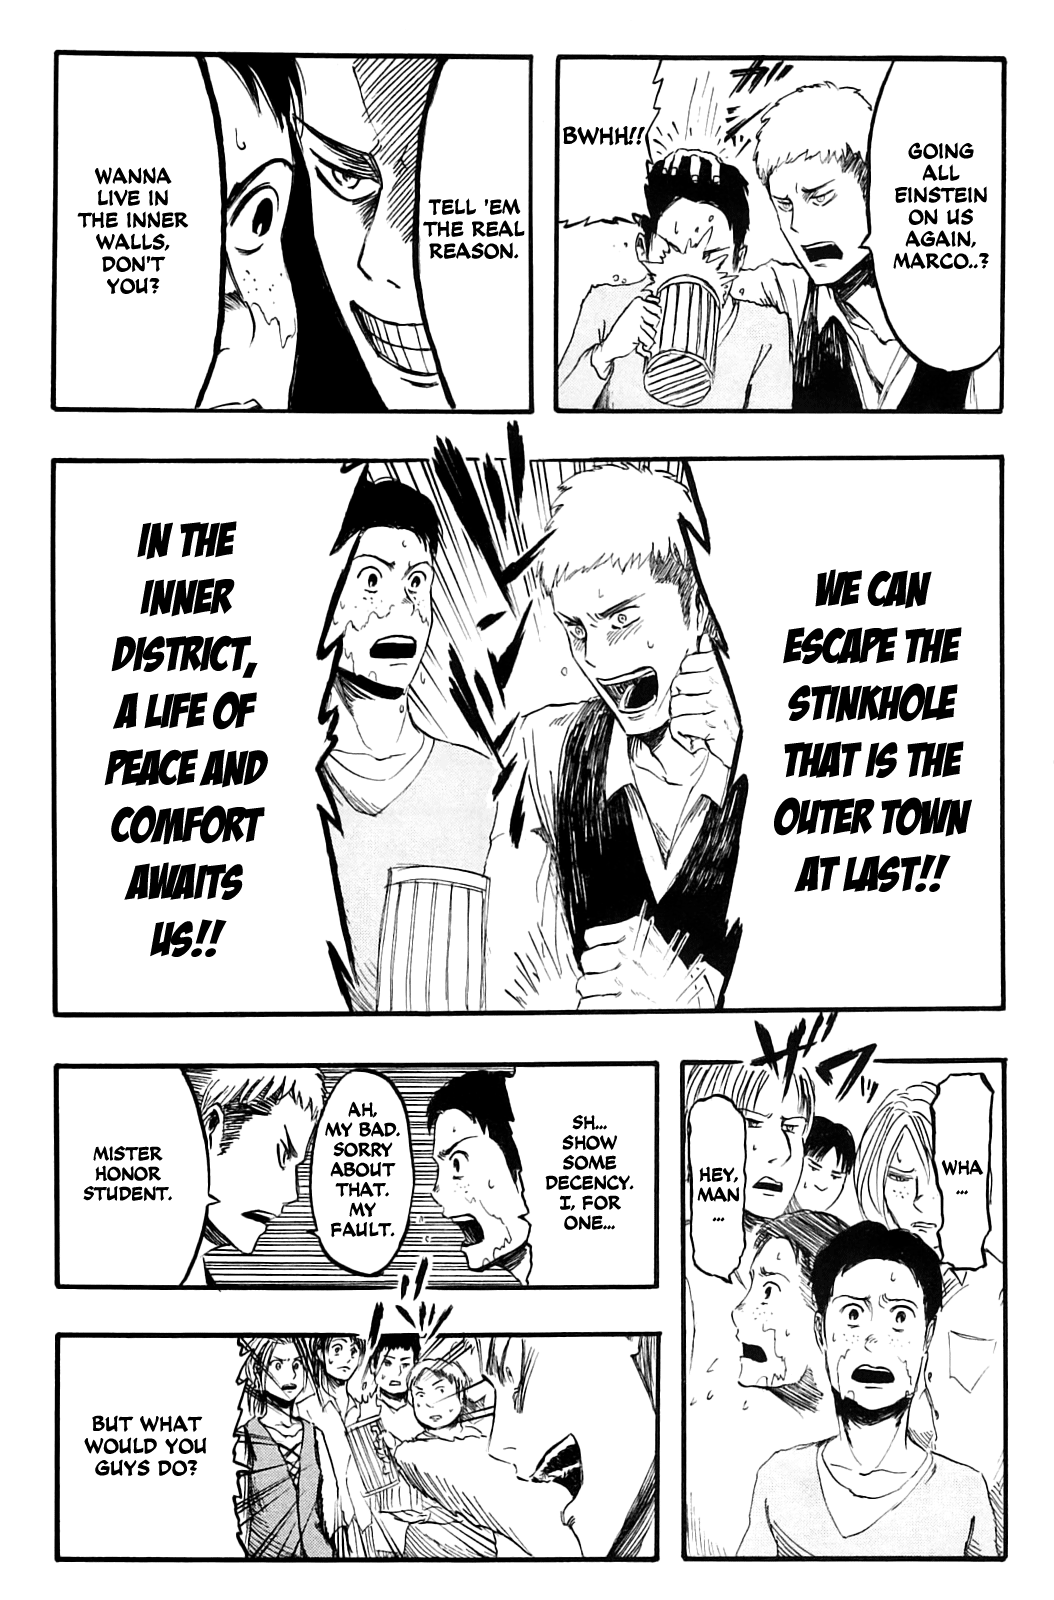 GOING
ALL
EINSTEIN
ON US
AGAIN,
MARCO..?
BWHH!!
TELL 'EM
THE REAL
REASON.
WANNA
LIVE IN
THE INNER
WALLS,
DON'T
YOU?
WE CAN
ESCAPE THE
STINKHOLE
THAT IS THE
OUTER TOWN
AT LAST!!
IN THE
INNER
DISTRICT,
A LIFE OF
PEACE AND
COMFORT
AWAITS
US!!
ザワ
WHA
...
HEY,
MAN
...
SH...
SHOW
SOME
DECENCY.
I, FOR
ONE...
AH,
MY BAD.
SORRY
ABOUT
THAT.
MY
FAULT.
MISTER
HONOR
STUDENT.
BUT WHAT
WOULD YOU
GUYS DO?